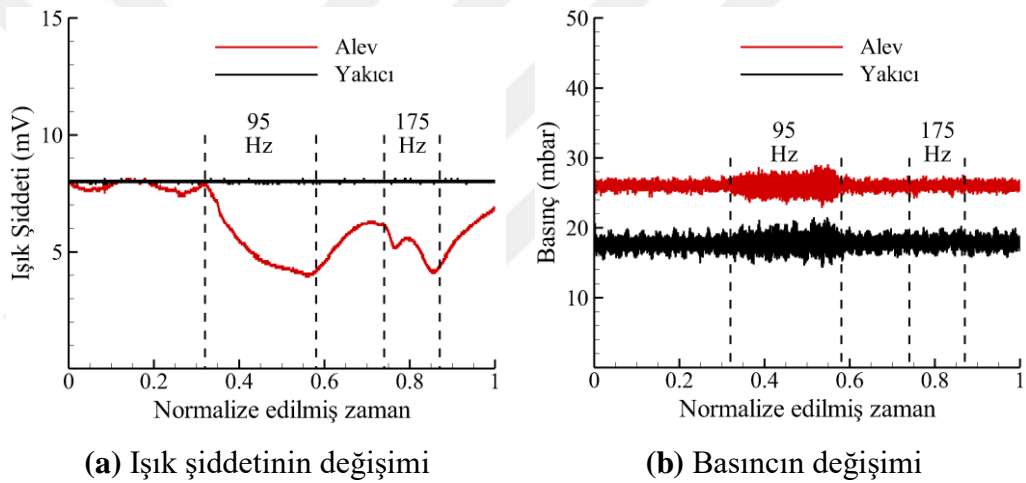 15
10
5
0
0.2
0.4
0.6
0.8
1
Işık Şiddeti (mV)
Normalize edilmiş zaman
Alev
Yakıcı
95
Hz
175
Hz
(a) Işık şiddetinin değişimi
50
40
30
20
10
0
0.2
0.4
0.6
0.8
1
Basınç (mbar)
Normalize edilmiş zaman
Alev
Yakıcı
95
Hz
175
Hz
(b) Basıncın değişimi